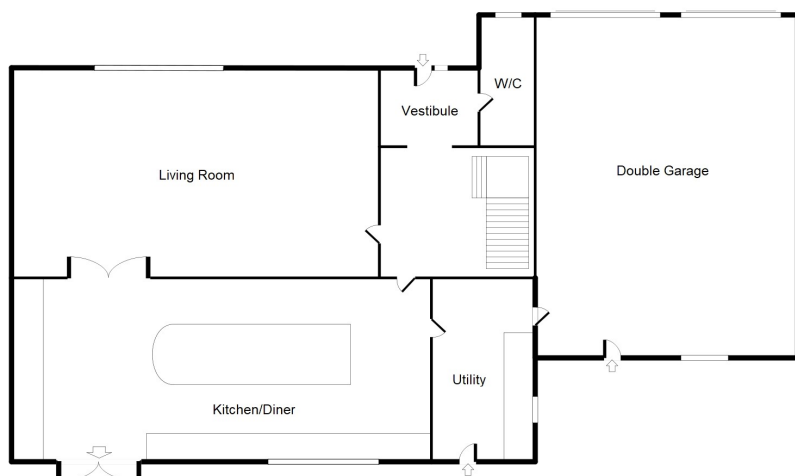 W/C
Vestibule
Living Room
Double Garage
Utility
Kitchen/Diner